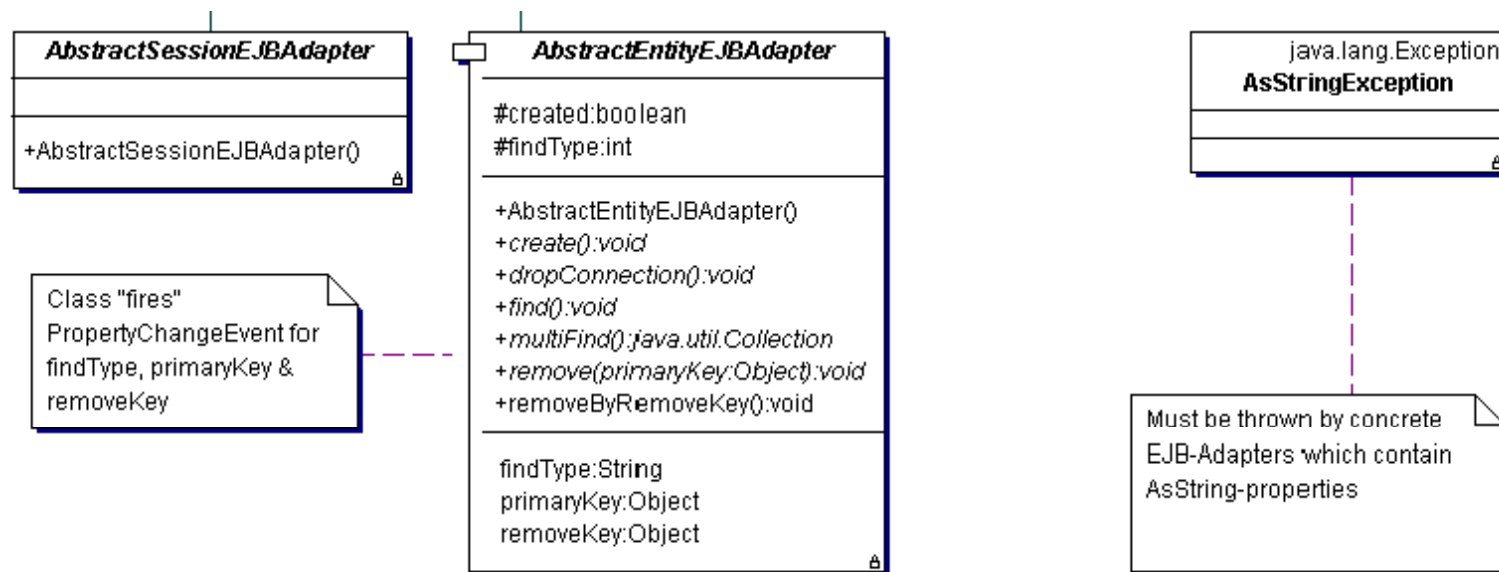 AbstractSessionEJBAdapter
+AbstractSessionEJBAdapter()
Class "fires"
PropertyChangeEvent for
findType, primaryKey &
removeKey
AbstractEntityEJBAdapter
#created:boolean
#findType:int
+AbstractEntityEJBAdapter()
+create():void
+dropConnection():void
+find():void
+multiFind():java.util.Collection
+remove(primaryKey:Object):void
+removeByRemoveKey():void
findType:String
primaryKey:Object
removeKey:Object
java.lang.Exception
AsStringException
Must be thrown by concrete
EJB-Adapters which contain
AsString-properties